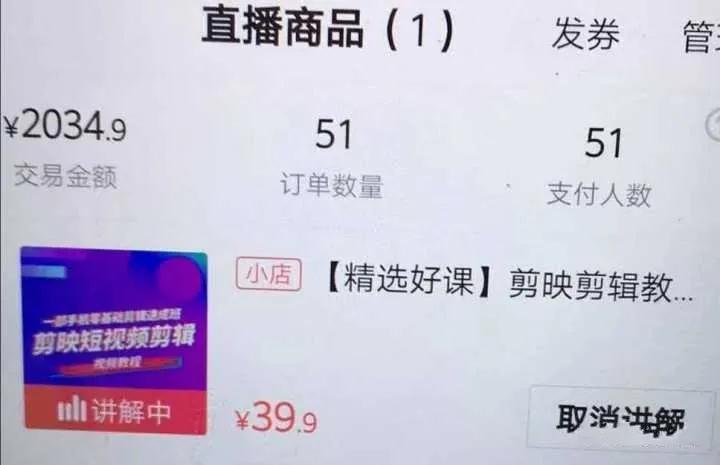 直播商品（1）
发券
管
¥2034.9
51
51
交易金额
订单数量
支付人数
小店
【精选好课】剪映剪辑教...
一部手机零基础剪辑速成班
剪映短视频剪辑
视频教程
讲解中
¥39.9
取消讲解